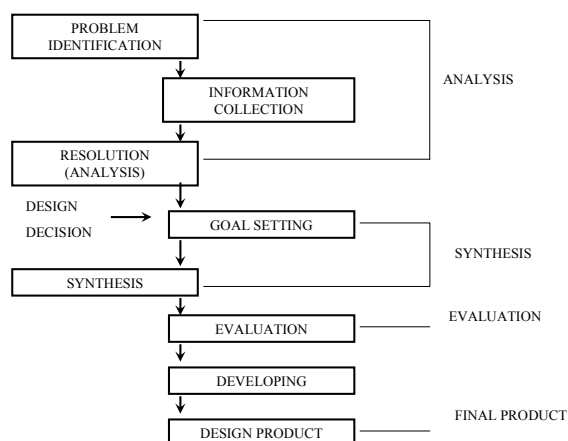 PROBLEM
IDENTIFICATION
INFORMATION
COLLECTION
ANALYSIS
RESOLUTION
(ANALYSIS)
DESIGN
DECISION
GOAL SETTING
SYNTHESIS
SYNTHESIS
EVALUATION
EVALUATION
DEVELOPING
FINAL PRODUCT
DESIGN PRODUCT